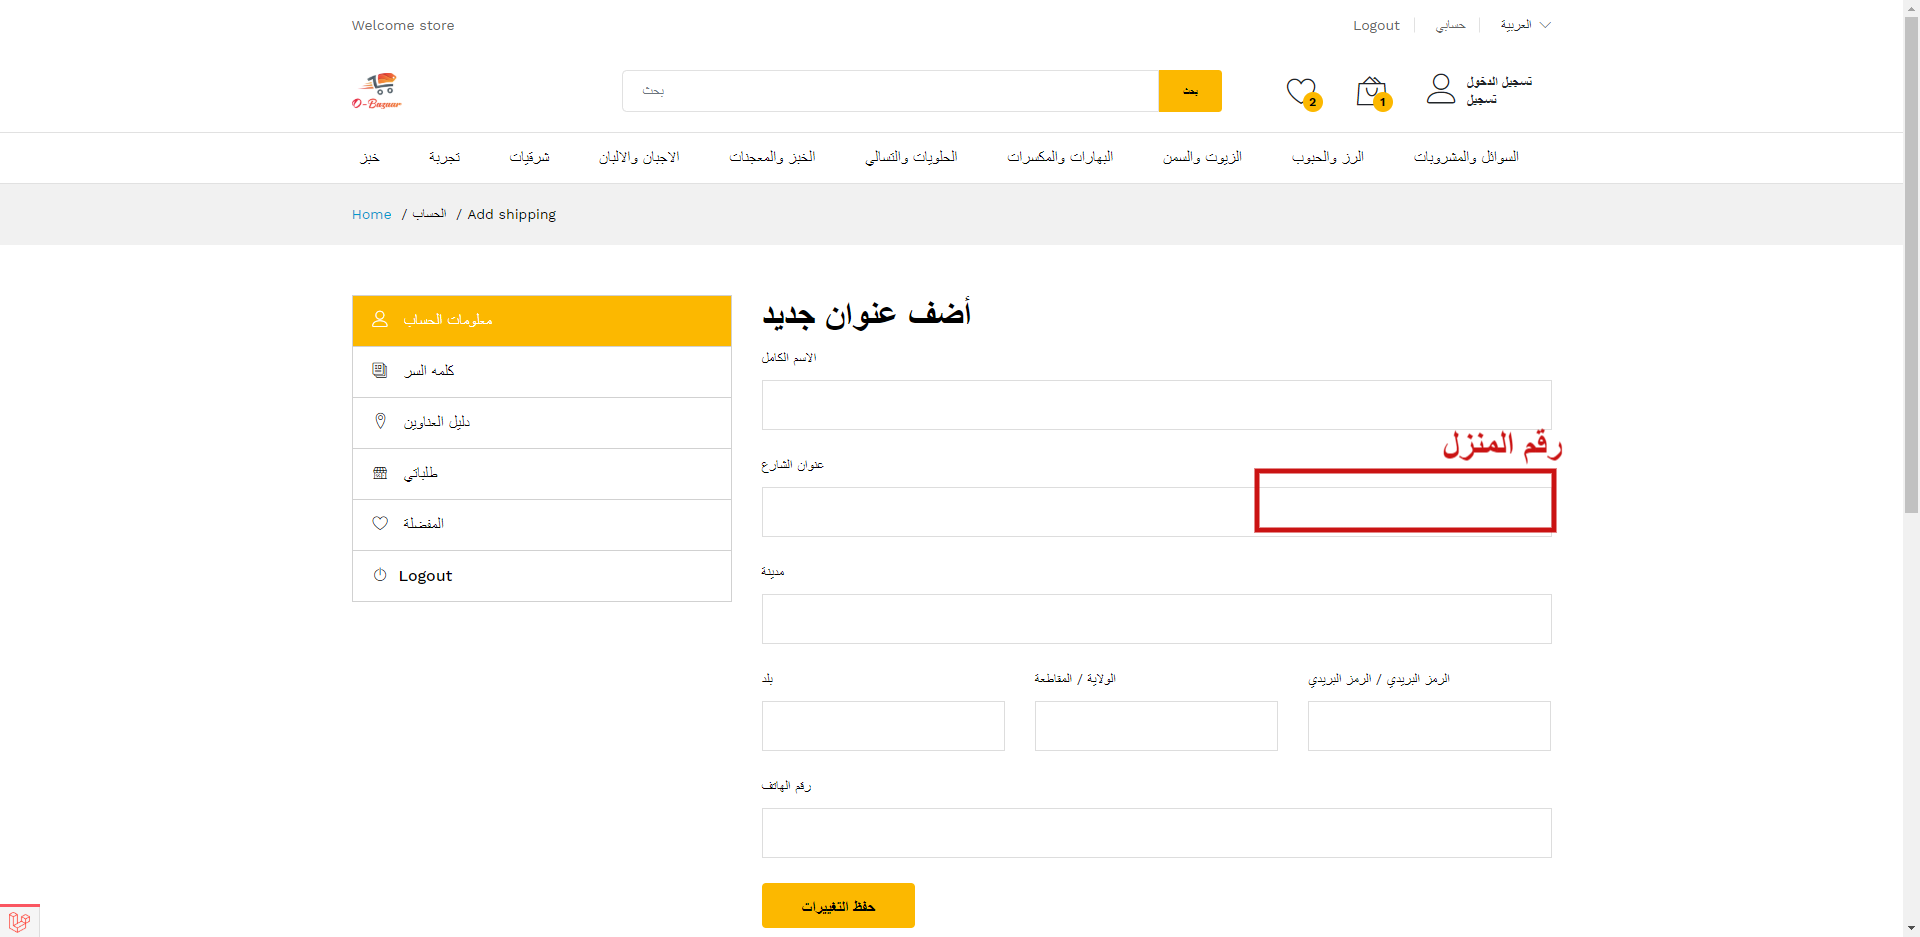 Welcome store
Logout
حسابي
العربية
O-Bazaar
بحث
بحث
2
1
تسجيل الدخول
تسجيل
خبز
تجربة
شرقيات
الاجبان والالبان
الخبز والمعجنات
الحلويات والتسالي
البهارات والمكسرات
الزيوت والسمن
الرز والحبوب
السوائل والمشروبات
Home / الحساب / Add shipping
معلومات الحساب
كلمه السر
دليل العناوين
طلباتي
المفضلة
Logout
أضف عنوان جديد
الاسم الكامل
رقم المنزل
عنوان الشارع
مدينة
بلد
الولاية / المقاطعة
الرمز البريدي / الرمز البريدي
رقم الهاتف
حفظ التغييرات